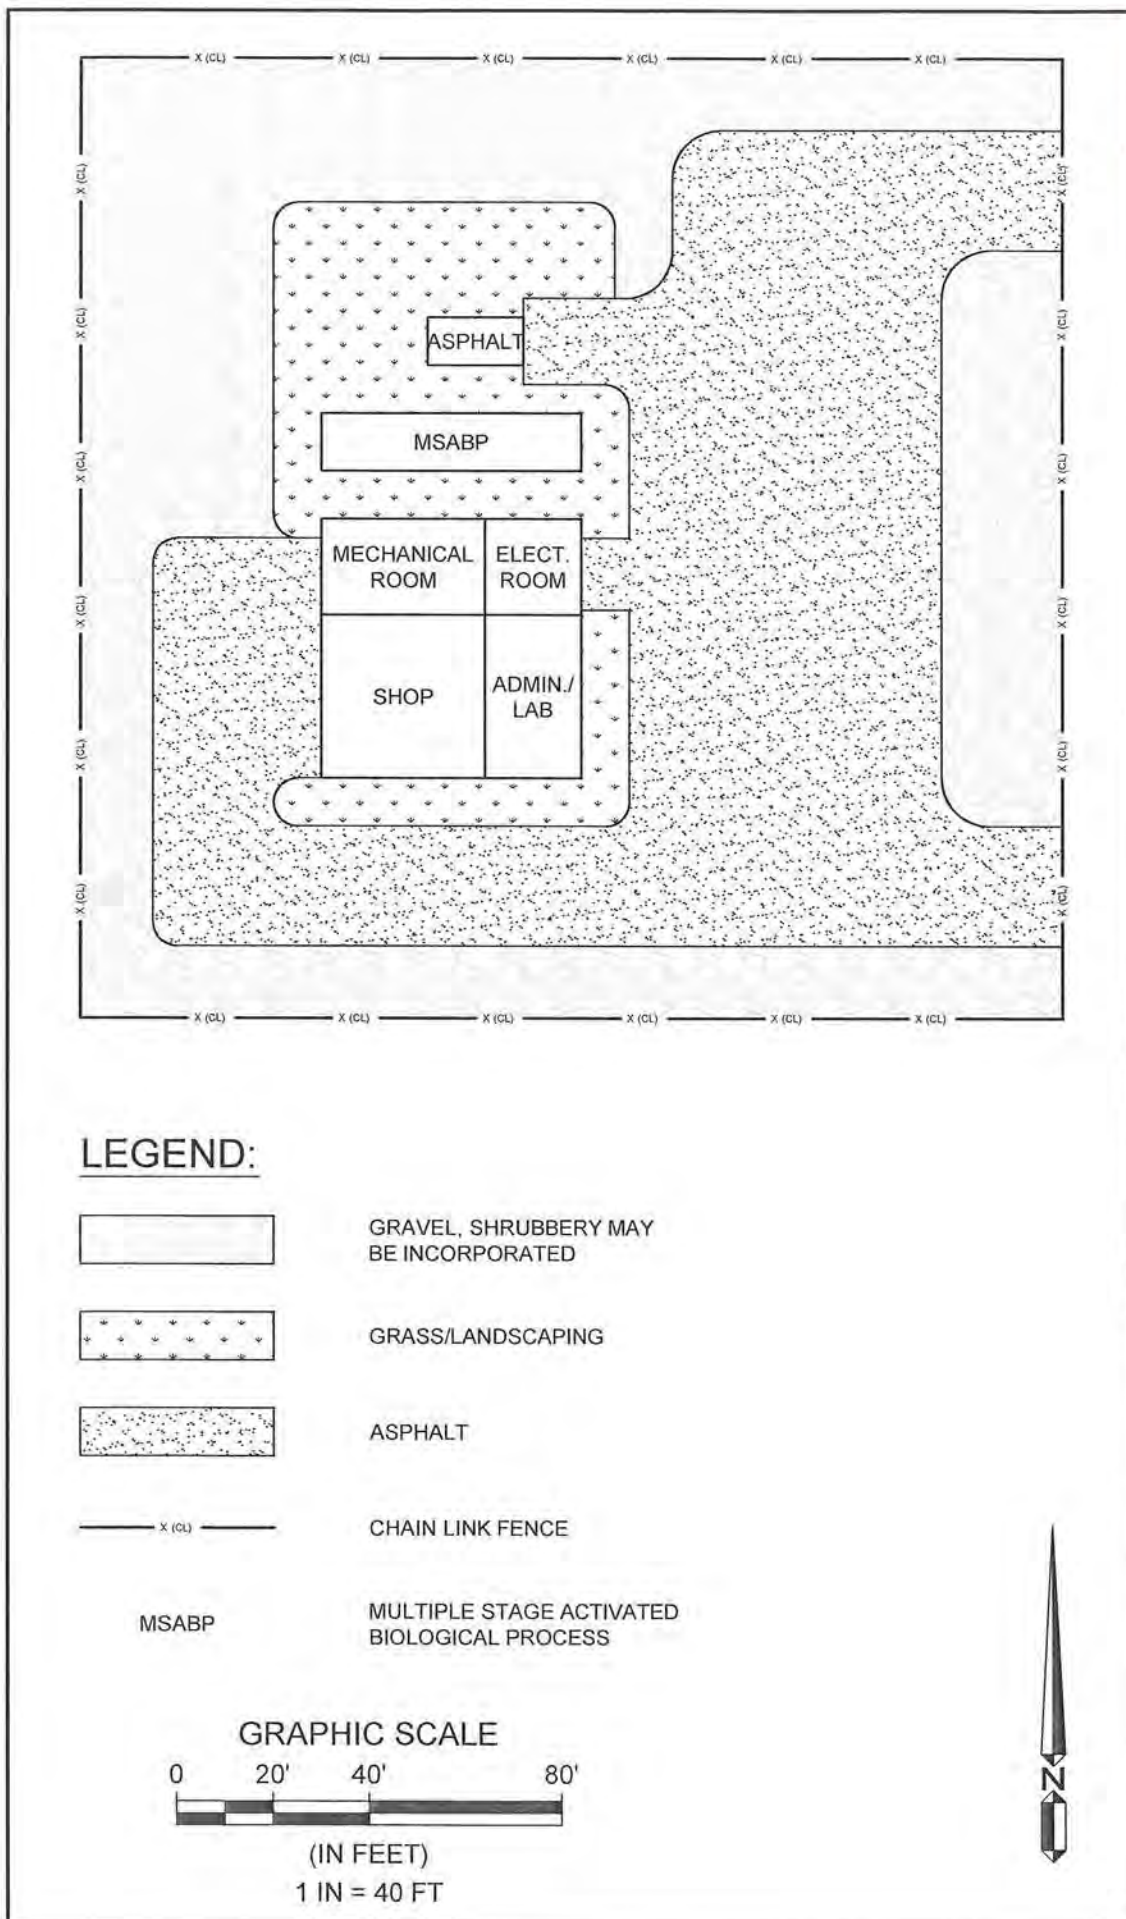 X (CL) X (CL) X (CL) X (CL) X (CL) X (CL)
X (CL)
X (CL)
X (CL)
X (CL)
X (CL)
X (CL)
X (CL)
X (CL)
X (CL)
X (CL)
X (CL)
X (CL)
ASPHALT
MSABP
MECHANICAL
ROOM
ELECT.
ROOM
SHOP
ADMIN./
LAB
X (CL) X (CL) X (CL) X (CL) X (CL) X (CL)
LEGEND:
GRAVEL, SHRUBBERY MAY
BE INCORPORATED
GRASS/LANDSCAPING
ASPHALT
X (CL) CHAIN LINK FENCE
MSABP
MULTIPLE STAGE ACTIVATED
BIOLOGICAL PROCESS
GRAPHIC SCALE
0 20' 40' 80'
(IN FEET)
1 IN = 40 FT
N